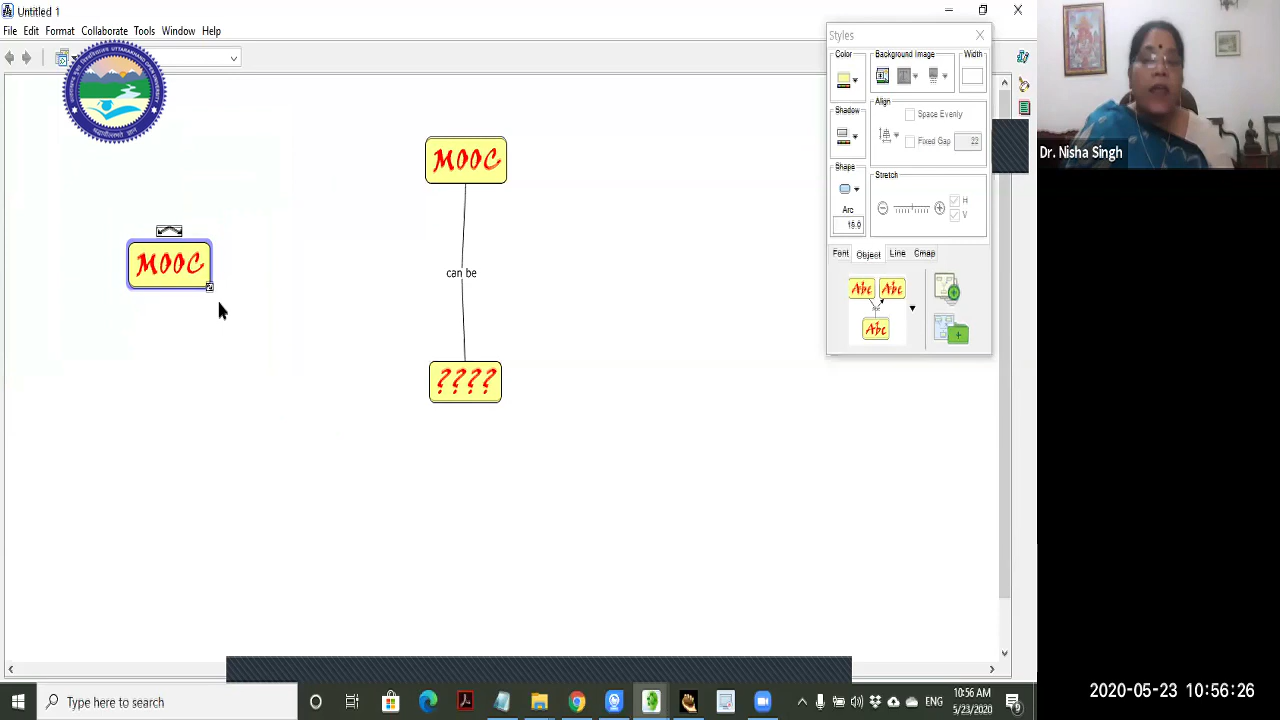 Untitled 1
File Edit Format Collaborate Tools Window Help
Styles
Color
Background Image
Width
Shadow
Align
Space Evenly
Fixed Gap 22
Shape
Stretch
H
V
Arc
Font Object Line Cmap
Abc Abc
Abc
MOOC
MOOC
can be
????
Dr. Nisha Singh
Type here to search
ENG
10:56 AM
5/23/2020
9
2020-05-23 10:56:26